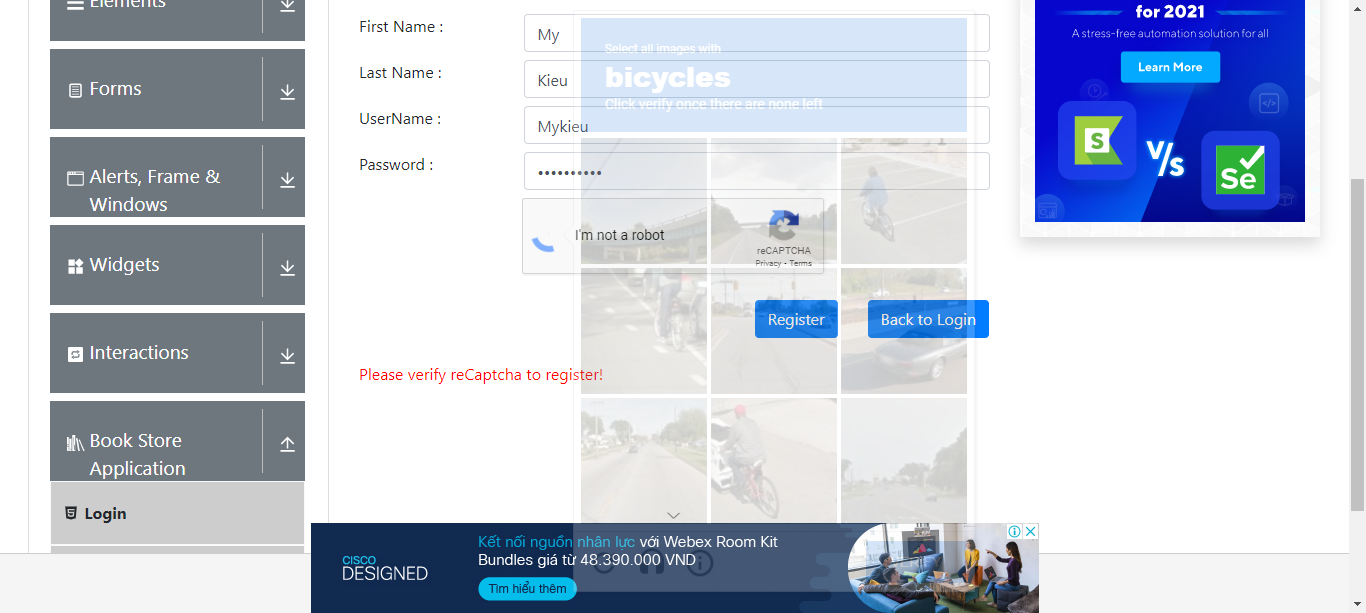 Elements
Forms
Alerts, Frame &
Windows
Widgets
Interactions
Book Store
Application
Login
First Name :
My
Last Name :
Kieu
UserName :
Mykieu
Password :
••••••••••
Select all images with
bicycles
Click verify once there are none left
I'm not a robot
reCAPTCHA
Privacy - Terms
Register
Back to Login
Please verify reCaptcha to register!
for 2021
A stress-free automation solution for all
Learn More
S
V/s
Se
CISCO
DESIGNED
Kết nối nguồn nhân lực với Webex Room Kit
Bundles giá từ 48.390.000 VND
Tìm hiểu thêm